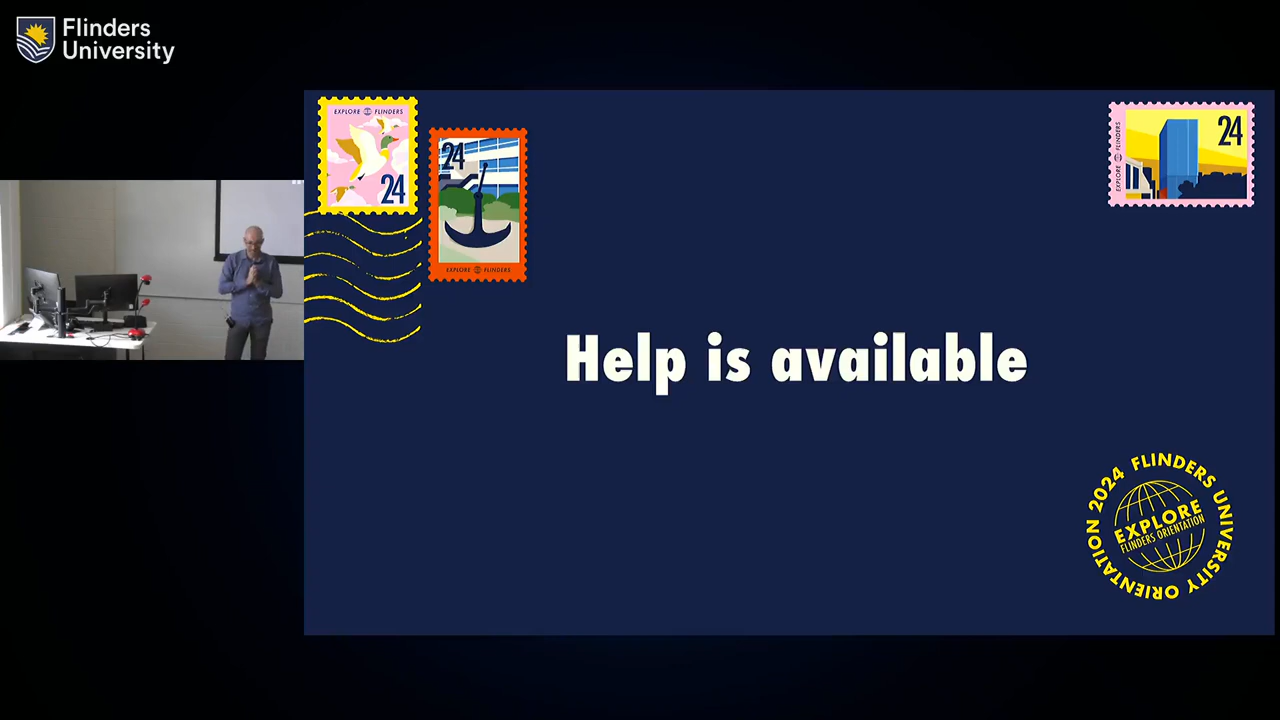 Flinders
University
EXPLORE FLINDERS
24
24
EXPLORE FLINDERS
EXPLORE FLINDERS
24
Help is available
FLINDERS UNIVERSITY ORIENTATION 2024
EXPLORE
FLINDERS ORIENTATION